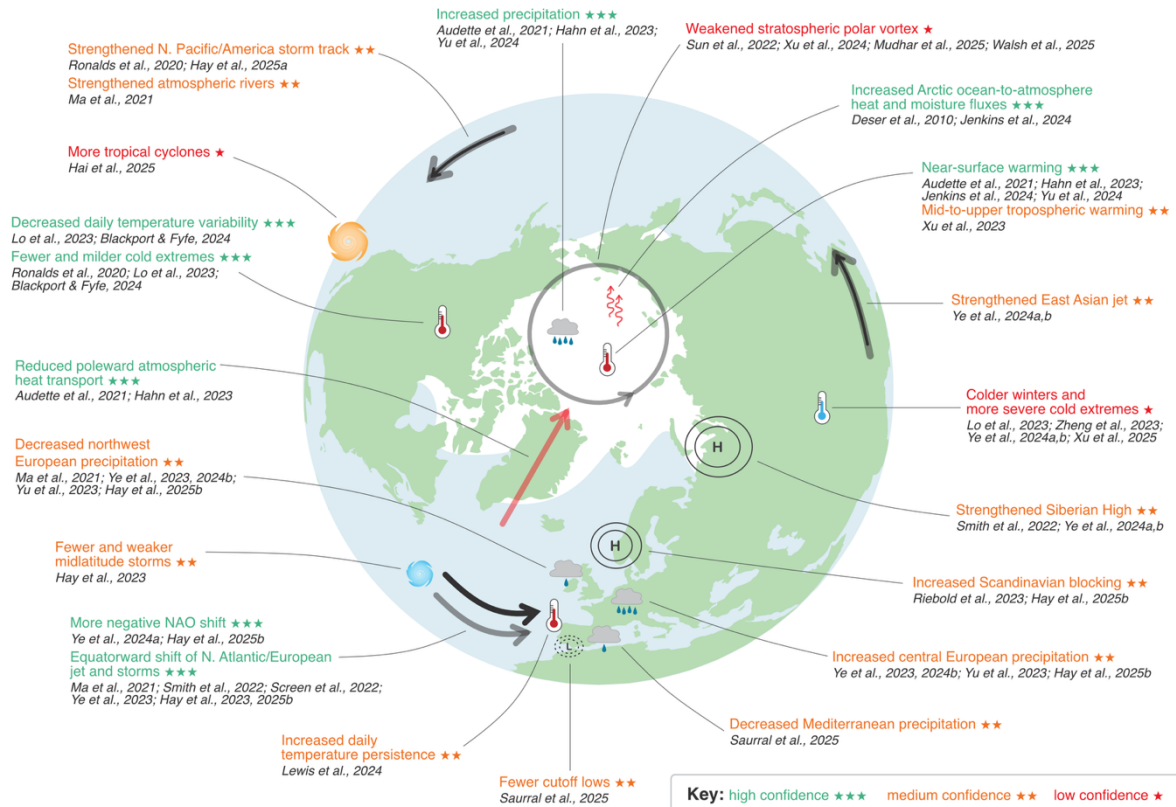 Increased precipitation ★★★
Audette et al., 2021; Hahn et al., 2023;
Yu et al., 2024
Weakened stratospheric polar vortex ★
Sun et al., 2022; Xu et al., 2024; Mudhar et al., 2025; Walsh et al., 2025
Strengthened N. Pacific/America storm track ★★
Ronalds et al., 2020; Hay et al., 2025a
Strengthened atmospheric rivers ★★
Ma et al., 2021
Increased Arctic ocean-to-atmosphere
heat and moisture fluxes ★★★
Deser et al., 2010; Jenkins et al., 2024
More tropical cyclones ★
Hai et al., 2025
Near-surface warming ★★★
Audette et al., 2021; Hahn et al., 2023;
Jenkins et al., 2024; Yu et al., 2024
Mid-to-upper tropospheric warming ★★
Xu et al., 2023
Decreased daily temperature variability ★★★
Lo et al., 2023; Blackport & Fyfe, 2024
Fewer and milder cold extremes ★★★
Ronalds et al., 2020; Lo et al., 2023;
Blackport & Fyfe, 2024
Strengthened East Asian jet ★★
Ye et al., 2024a,b
Reduced poleward atmospheric
heat transport ★★★
Audette et al., 2021; Hahn et al., 2023
Colder winters and
more severe cold extremes ★
Lo et al., 2023; Zheng et al., 2023;
Ye et al., 2024a,b; Xu et al., 2025
H
Decreased northwest
European precipitation ★★
Ma et al., 2021; Ye et al., 2023, 2024b;
Yu et al., 2023; Hay et al., 2025b
Strengthened Siberian High ★★
Smith et al., 2022; Ye et al., 2024a,b
H
Fewer and weaker
midlatitude storms ★★
Hay et al., 2023
Increased Scandinavian blocking ★★
Riebold et al., 2023; Hay et al., 2025b
More negative NAO shift ★★★
Ye et al., 2024a; Hay et al., 2025b
Equatorward shift of N. Atlantic/European
jet and storms ★★★
Ma et al., 2021; Smith et al., 2022; Screen et al., 2022;
Ye et al., 2023; Hay et al., 2023, 2025b
L
Increased central European precipitation ★★
Ye et al., 2023, 2024b; Yu et al., 2023; Hay et al., 2025b
Decreased Mediterranean precipitation ★★
Saurral et al., 2025
Increased daily
temperature persistence ★★
Lewis et al., 2024
Fewer cutoff lows ★★
Saurral et al., 2025
Key: high confidence ★★★ medium confidence ★★ low confidence ★